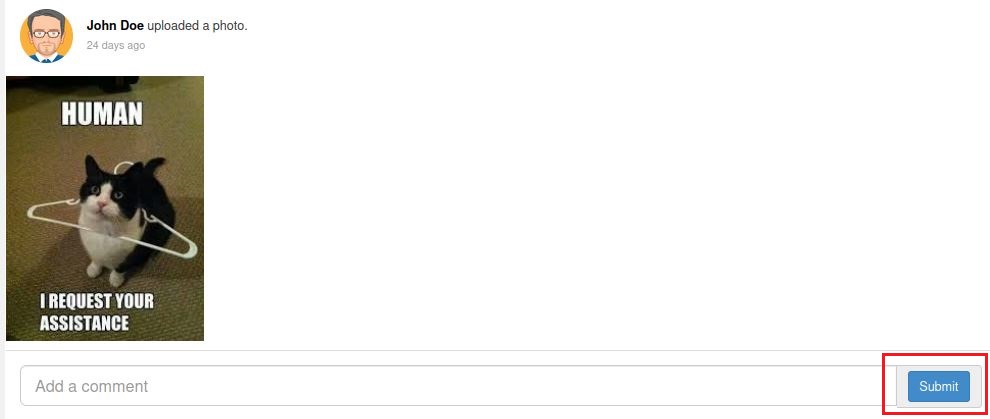 John Doe uploaded a photo.
24 days ago
HUMAN
I REQUEST YOUR
ASSISTANCE
Add a comment
Submit